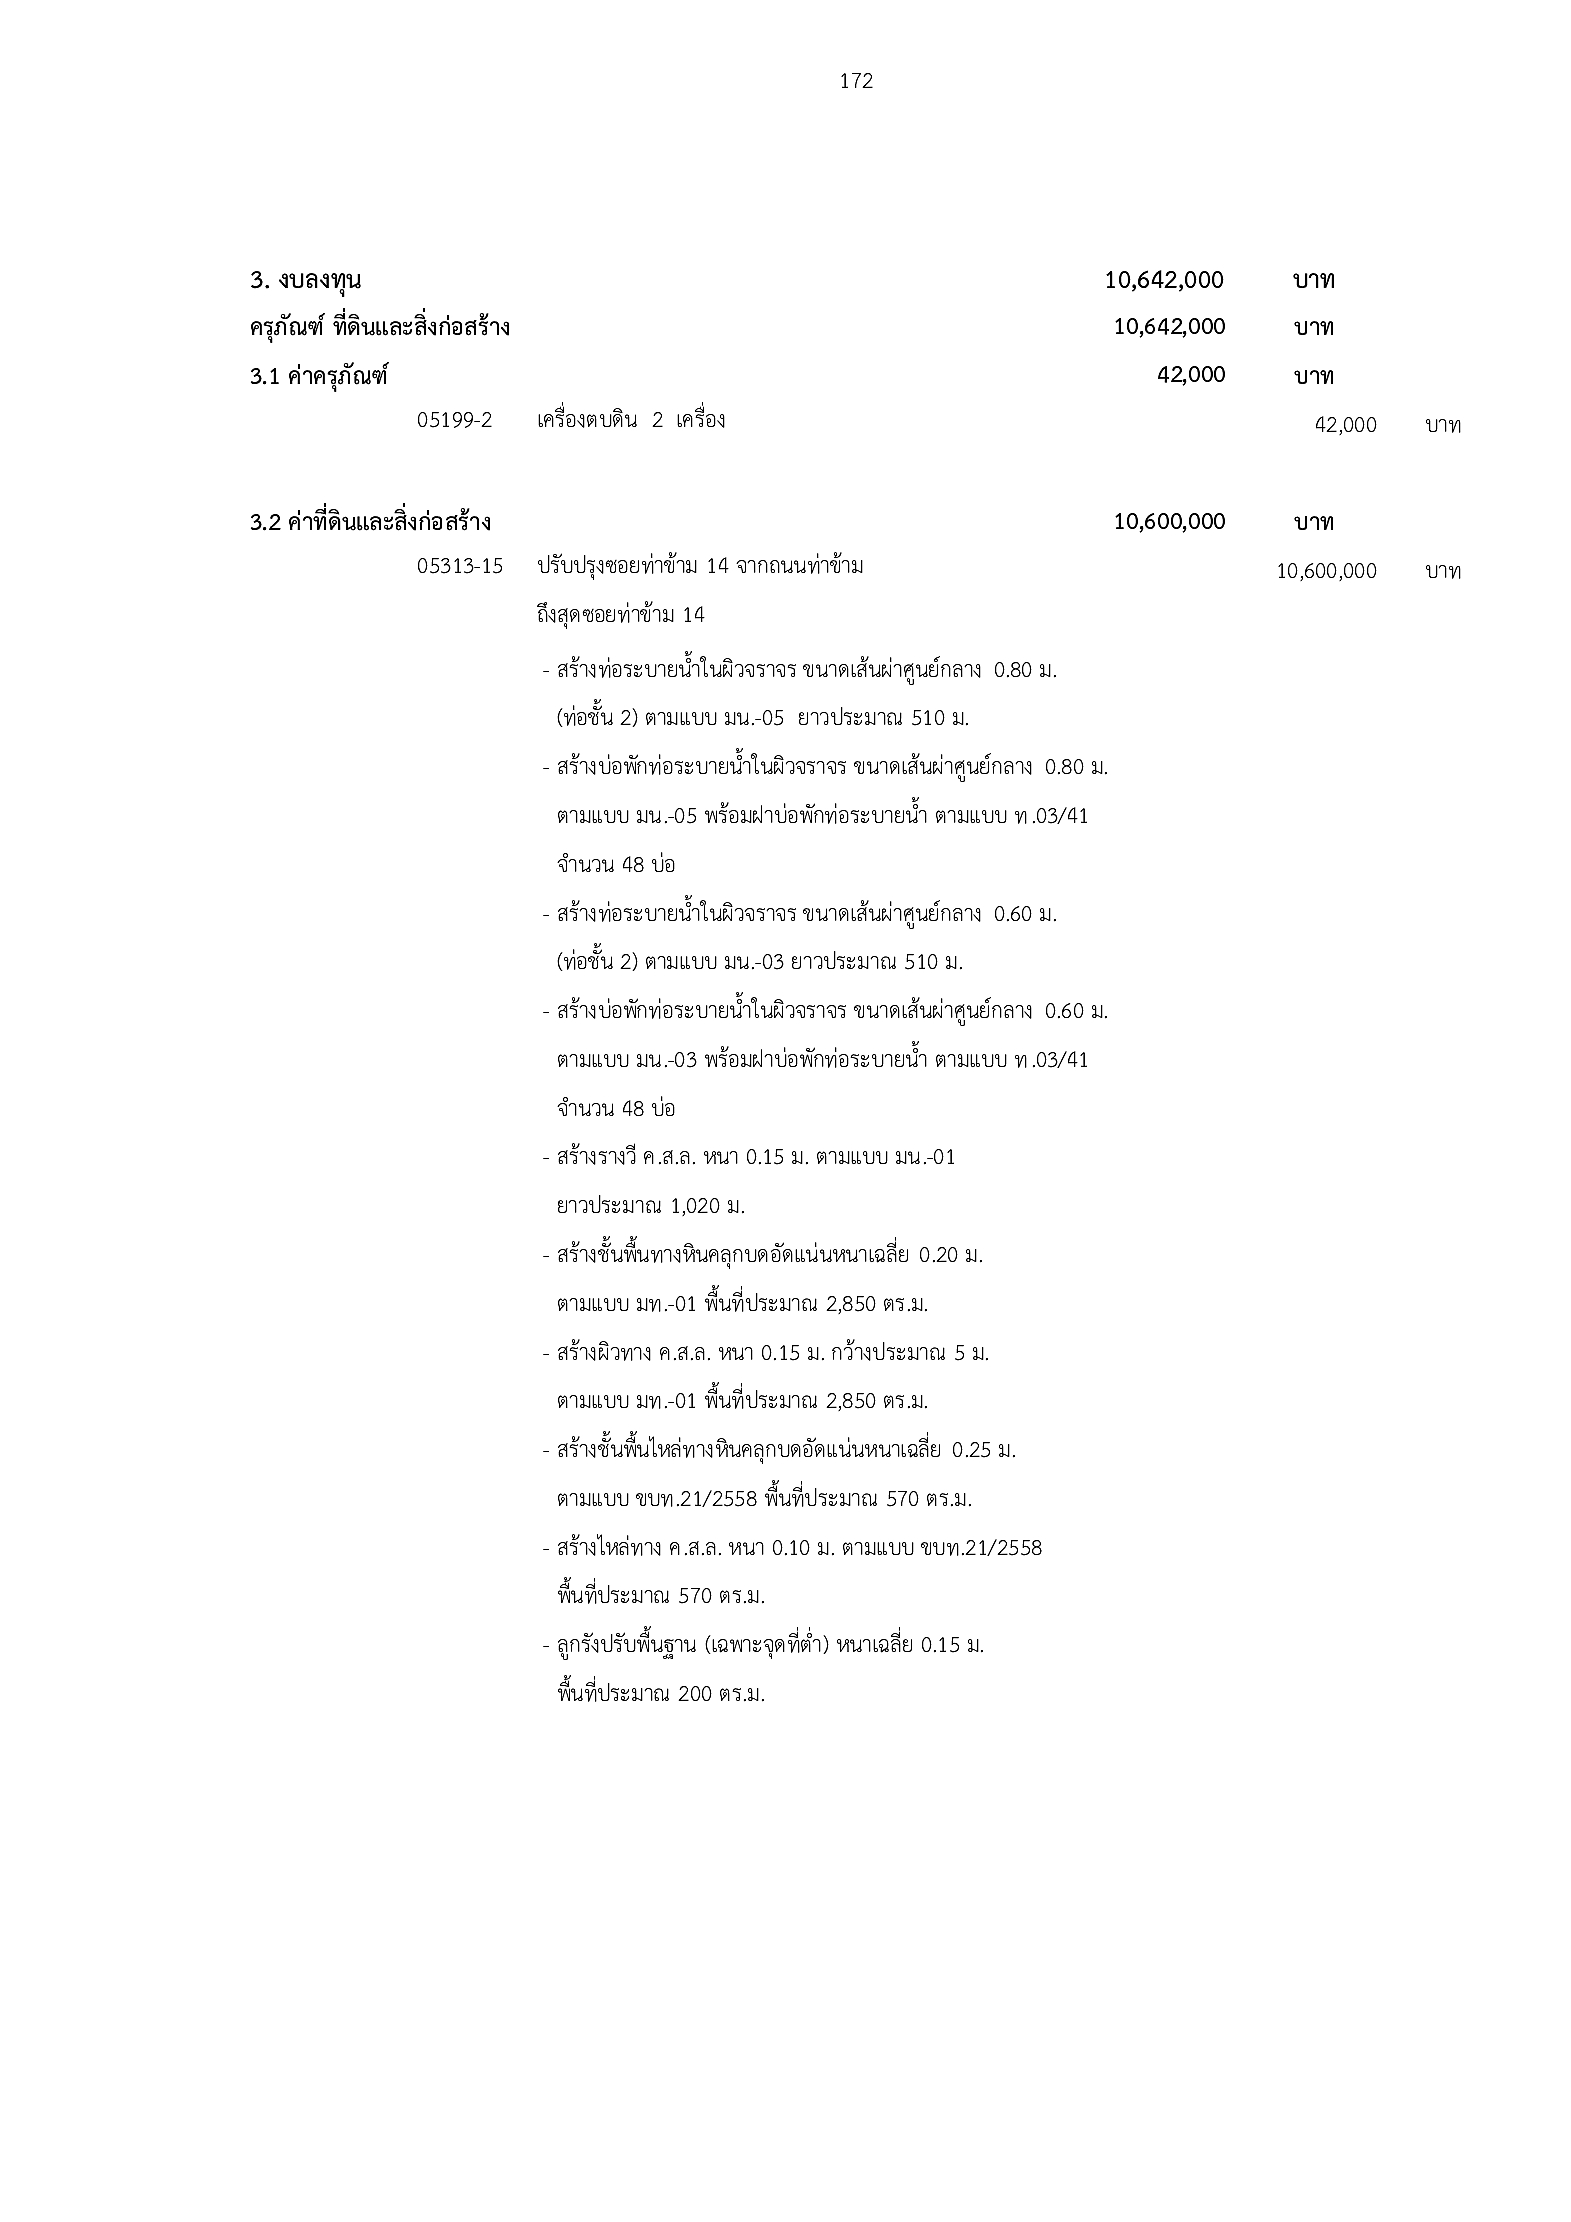 172
3. งบลงทุน 10,642,000 บาท
ครุภัณฑ์ ที่ดินและสิ่งก่อสร้าง 10,642,000 บาท
3.1 ค่าครุภัณฑ์ 42,000 บาท
05199-2 เครื่องตบดิน 2 เครื่อง 42,000 บาท
3.2 ค่าที่ดินและสิ่งก่อสร้าง 10,600,000 บาท
05313-15 ปรับปรุงซอยท่าข้าม 14 จากถนนท่าข้าม 10,600,000 บาท
ถึงสุดซอยท่าข้าม 14
- สร้างท่อระบายน้ำในผิวจราจร ขนาดเส้นผ่าศูนย์กลาง 0.80 ม.
(ท่อชั้น 2) ตามแบบ มน.-05 ยาวประมาณ 510 ม.
- สร้างบ่อพักท่อระบายน้ำในผิวจราจร ขนาดเส้นผ่าศูนย์กลาง 0.80 ม.
ตามแบบ มน.-05 พร้อมฝาบ่อพักท่อระบายน้ำ ตามแบบ ท.03/41
จำนวน 48 บ่อ
- สร้างท่อระบายน้ำในผิวจราจร ขนาดเส้นผ่าศูนย์กลาง 0.60 ม.
(ท่อชั้น 2) ตามแบบ มน.-03 ยาวประมาณ 510 ม.
- สร้างบ่อพักท่อระบายน้ำในผิวจราจร ขนาดเส้นผ่าศูนย์กลาง 0.60 ม.
ตามแบบ มน.-03 พร้อมฝาบ่อพักท่อระบายน้ำ ตามแบบ ท.03/41
จำนวน 48 บ่อ
- สร้างรางวี ค.ส.ล. หนา 0.15 ม. ตามแบบ มน.-01
ยาวประมาณ 1,020 ม.
- สร้างชั้นพื้นทางหินคลุกบดอัดแน่นหนาเฉลี่ย 0.20 ม.
ตามแบบ มท.-01 พื้นที่ประมาณ 2,850 ตร.ม.
- สร้างผิวทาง ค.ส.ล. หนา 0.15 ม. กว้างประมาณ 5 ม.
ตามแบบ มท.-01 พื้นที่ประมาณ 2,850 ตร.ม.
- สร้างชั้นพื้นไหล่ทางหินคลุกบดอัดแน่นหนาเฉลี่ย 0.25 ม.
ตามแบบ ขบท.21/2558 พื้นที่ประมาณ 570 ตร.ม.
- สร้างไหล่ทาง ค.ส.ล. หนา 0.10 ม. ตามแบบ ขบท.21/2558
พื้นที่ประมาณ 570 ตร.ม.
- ลูกรังปรับพื้นฐาน (เฉพาะจุดที่ต่ำ) หนาเฉลี่ย 0.15 ม.
พื้นที่ประมาณ 200 ตร.ม.